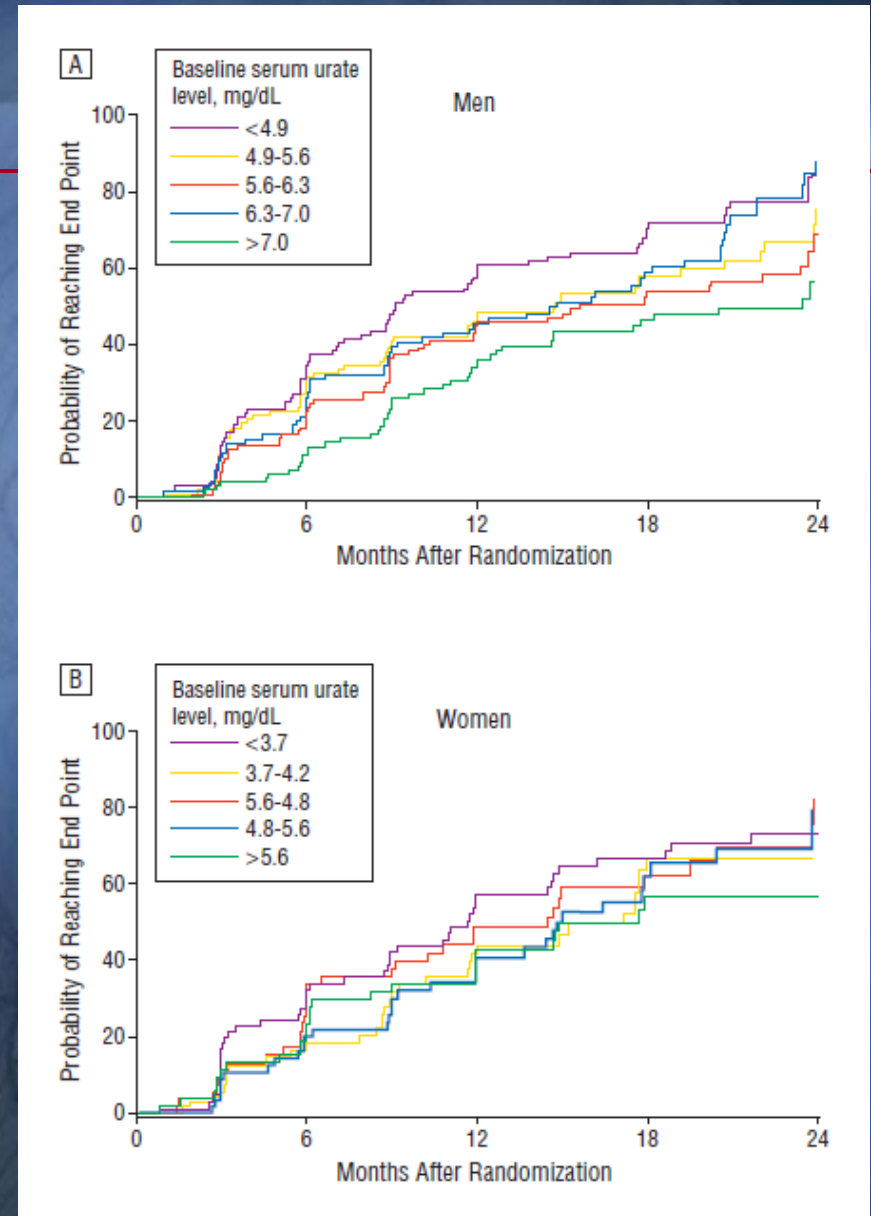 A
Baseline serum urate
level, mg/dL
<4.9
4.9-5.6
5.6-6.3
6.3-7.0
>7.0
Men
Probability of Reaching End Point
100
80
60
40
20
0
0 6 12 18 24
Months After Randomization
B
Baseline serum urate
level, mg/dL
<3.7
3.7-4.2
5.6-4.8
4.8-5.6
>5.6
Women
Probability of Reaching End Point
100
80
60
40
20
0
0 6 12 18 24
Months After Randomization